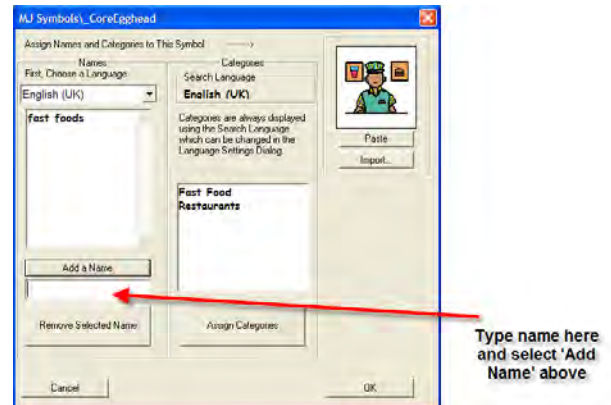 MJ Symbols\_CoreEgghead
Assign Names and Categories to This Symbol ------>
Names
First, Choose a Language
English (UK)
fast foods
Add a Name
Remove Selected Name
Cancel
Categories
Search Language
English (UK)
Categories are always displayed
using the Search Language
which can be changed in the
Language Settings Dialog.
Fast Food
Restaurants
Assign Categories
Paste
Import...
OK
Type name here
and select 'Add
Name' above